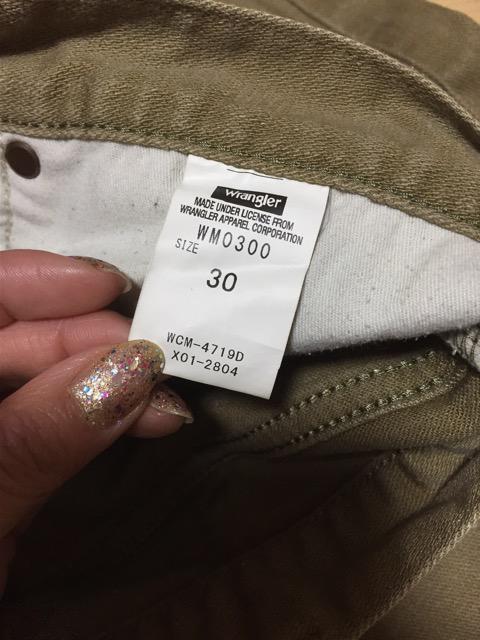 Wrangler
MADE UNDER LICENSE FROM
WRANGLER APPAREL CORPORATION
WM0300
SIZE
30
WCM-4719D
X01-2804